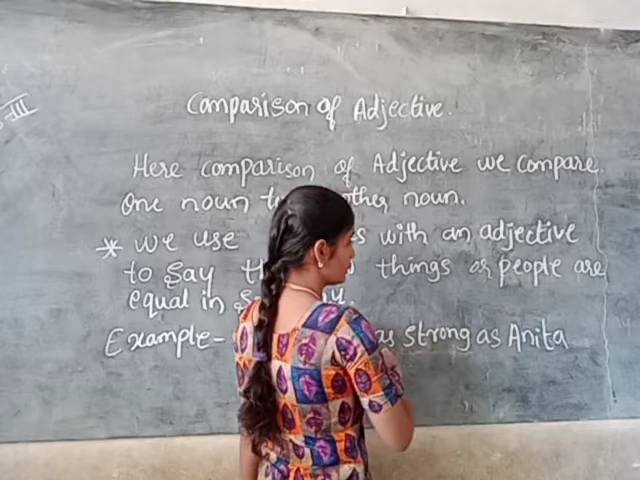 III
Comparison of Adjective.
Here comparison of Adjective we compare
One noun to other noun.
* We use with an adjective
to say things or people are
equal in
Example- as strong as Anita